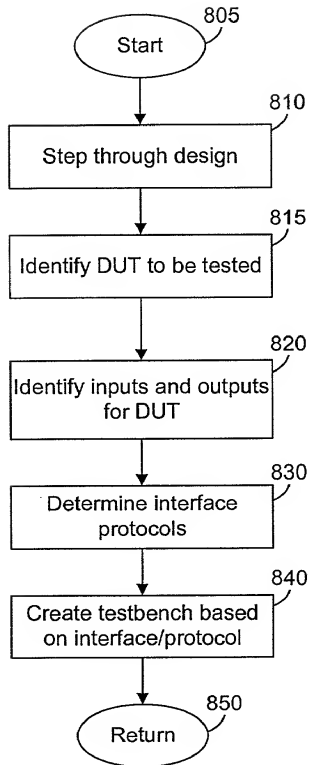 805
Start
810
Step through design
815
Identify DUT to be tested
820
Identify inputs and outputs
for DUT
830
Determine interface
protocols
840
Create testbench based
on interface/protocol
850
Return